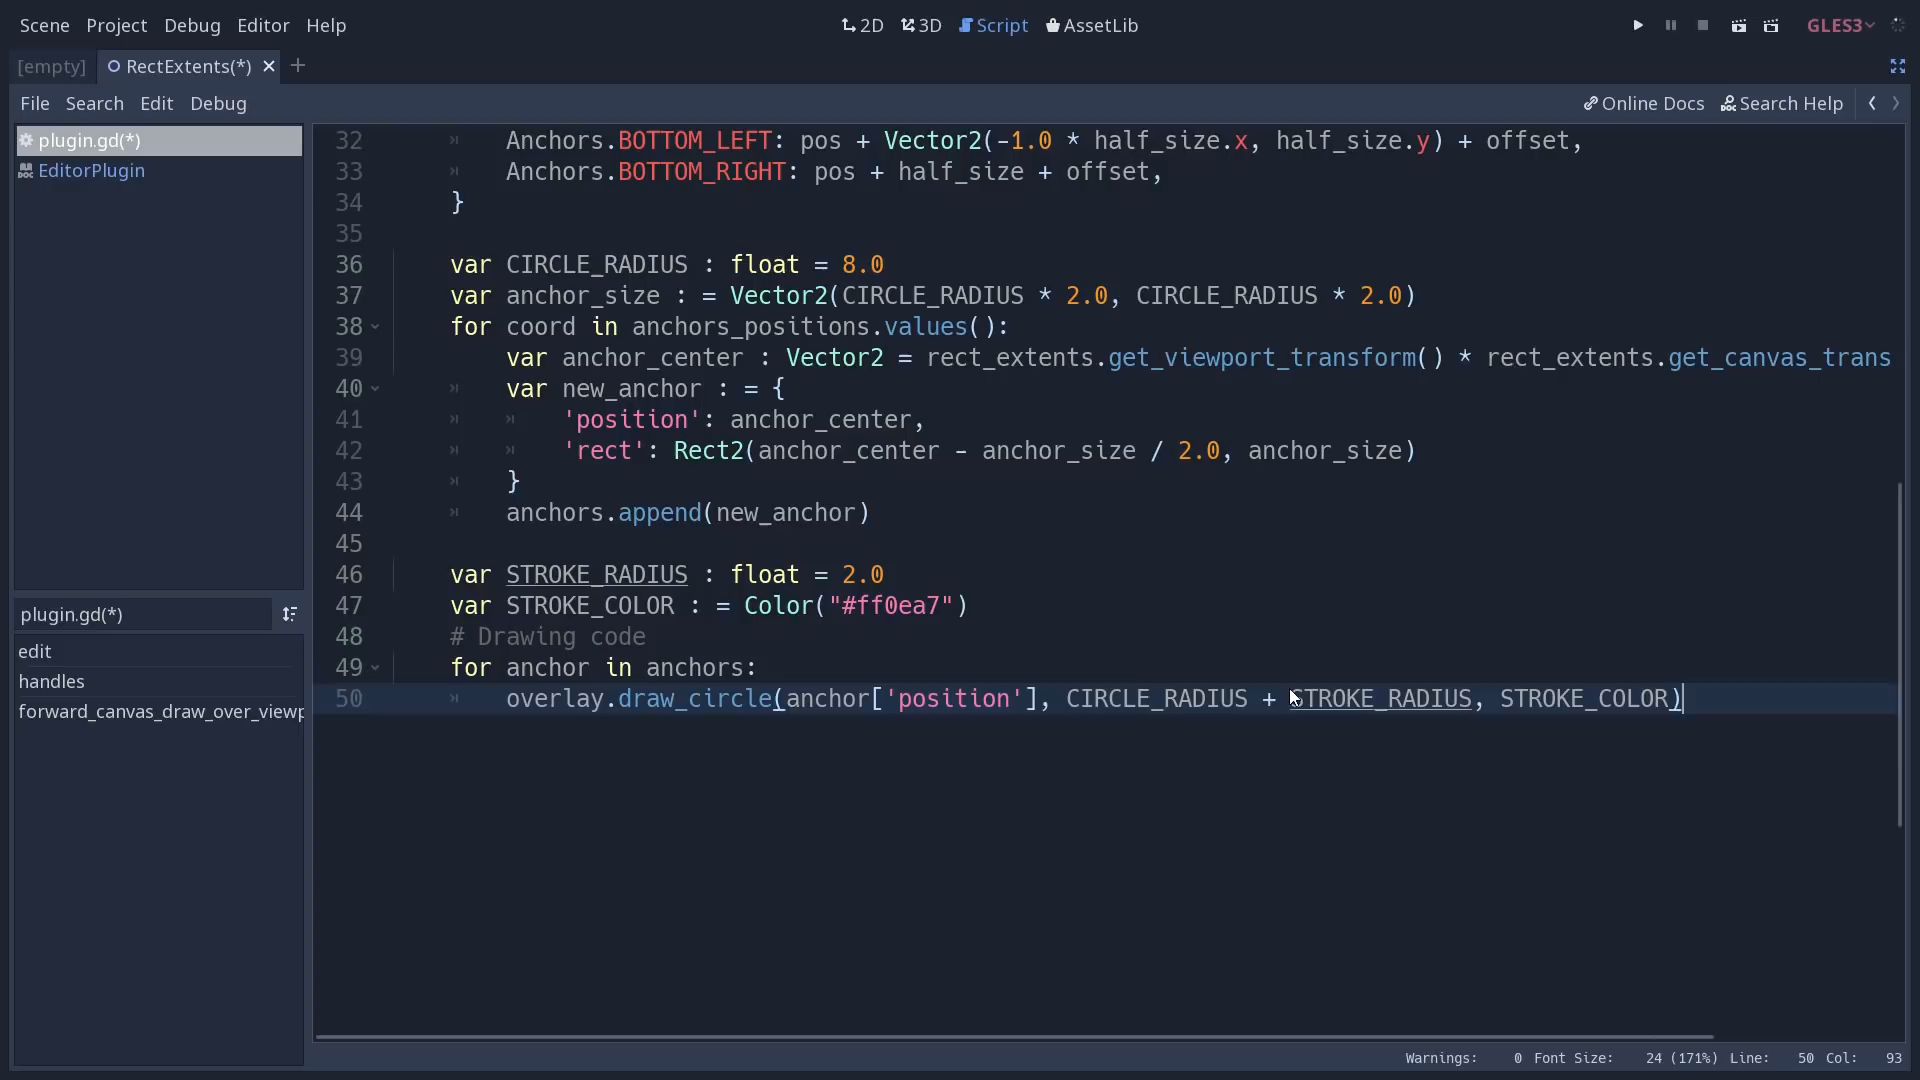 Scene Project Debug Editor Help 2D 3D Script AssetLib GLES3
[empty] RectExtents(*)
File Search Edit Debug Online Docs Search Help
plugin.gd(*)
EditorPlugin
plugin.gd(*)
edit
handles
forward_canvas_draw_over_viewp
32 Anchors.BOTTOM_LEFT: pos + Vector2(-1.0 * half_size.x, half_size.y) + offset,
33 Anchors.BOTTOM_RIGHT: pos + half_size + offset,
34 }
35
36 var CIRCLE_RADIUS : float = 8.0
37 var anchor_size : = Vector2(CIRCLE_RADIUS * 2.0, CIRCLE_RADIUS * 2.0)
38 for coord in anchors_positions.values():
39 var anchor_center : Vector2 = rect_extents.get_viewport_transform() * rect_extents.get_canvas_trans
40 var new_anchor : = {
41 'position': anchor_center,
42 'rect': Rect2(anchor_center - anchor_size / 2.0, anchor_size)
43 }
44 anchors.append(new_anchor)
45
46 var STROKE_RADIUS : float = 2.0
47 var STROKE_COLOR : = Color("#ff0ea7")
48 # Drawing code
49 for anchor in anchors:
50 overlay.draw_circle(anchor['position'], CIRCLE_RADIUS + STROKE_RADIUS, STROKE_COLOR)
Warnings: 0 Font Size: 24 (171%) Line: 50 Col: 93